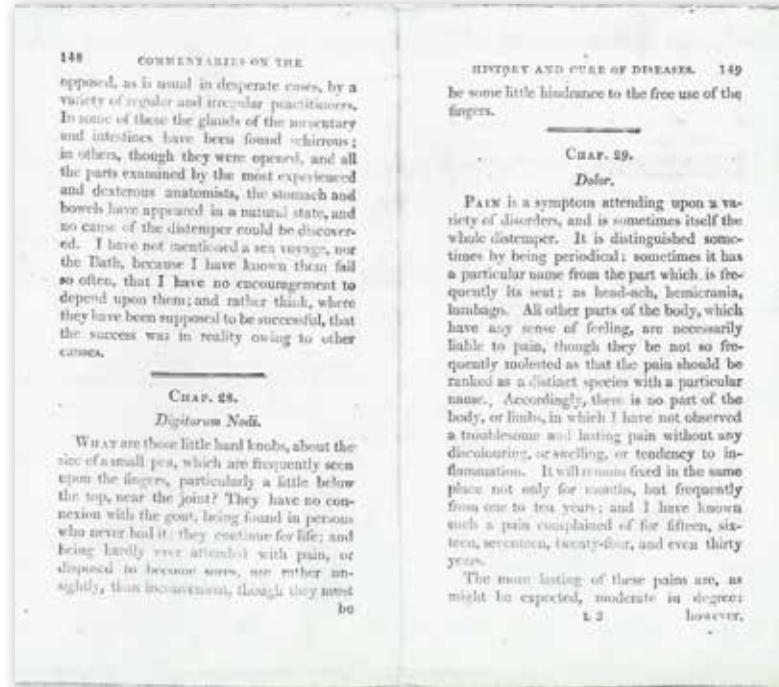 148 COMMENTARIES ON THE
opposed, as is usual in desperate cases, by a
variety of regular and irregular practitioners.
In some of these the glands of the mesentary
and intestines have been found schirrous;
in others, though they were opened, and all
the parts examined by the most experienced
and dexterous anatomists, the stomach and
bowels have appeared in a natural state, and
no cause of the distemper could be discover-
ed. I have not mentioned a sea voyage, nor
the Bath, because I have known them fail
so often, that I have no encouragement to
depend upon them; and rather think, where
they have been supposed to be successful, that
the success was in reality owing to other
causes.
CHAP. 28.
Digitorum Nodi.
WHAT are those little hard knobs, about the
size of a small pea, which are frequently seen
upon the fingers, particularly a little below
the top, near the joint? They have no con-
nexion with the gout, being found in persons
who never had it: they continue for life; and
being hardly ever attended with pain, or
disposed to become sores, are rather un-
sightly, than inconvenient, though they must
be
HISTORY AND CURE OF DISEASES. 149
be some little hindrance to the free use of the
fingers.
CHAP. 29.
Dolor.
PAIN is a symptom attending upon a va-
riety of disorders, and is sometimes itself the
whole distemper. It is distinguished some-
times by being periodical; sometimes it has
a particular name from the part which is fre-
quently its seat; as head-ach, hemicrania,
lumbago. All other parts of the body, which
have any sense of feeling, are necessarily
liable to pain, though they be not so fre-
quently molested as that the pain should be
ranked as a distinct species with a particular
name. Accordingly, there is no part of the
body, or limbs, in which I have not observed
a troublesome and lasting pain without any
discolouring, or swelling, or tendency to in-
flammation. It will remain fixed in the same
place not only for months, but frequently
from one to ten years; and I have known
such a pain complained of for fifteen, six-
teen, seventeen, twenty-four, and even thirty
years.
The more lasting of these pains are, as
might be expected, moderate in degree:
L 3 however,